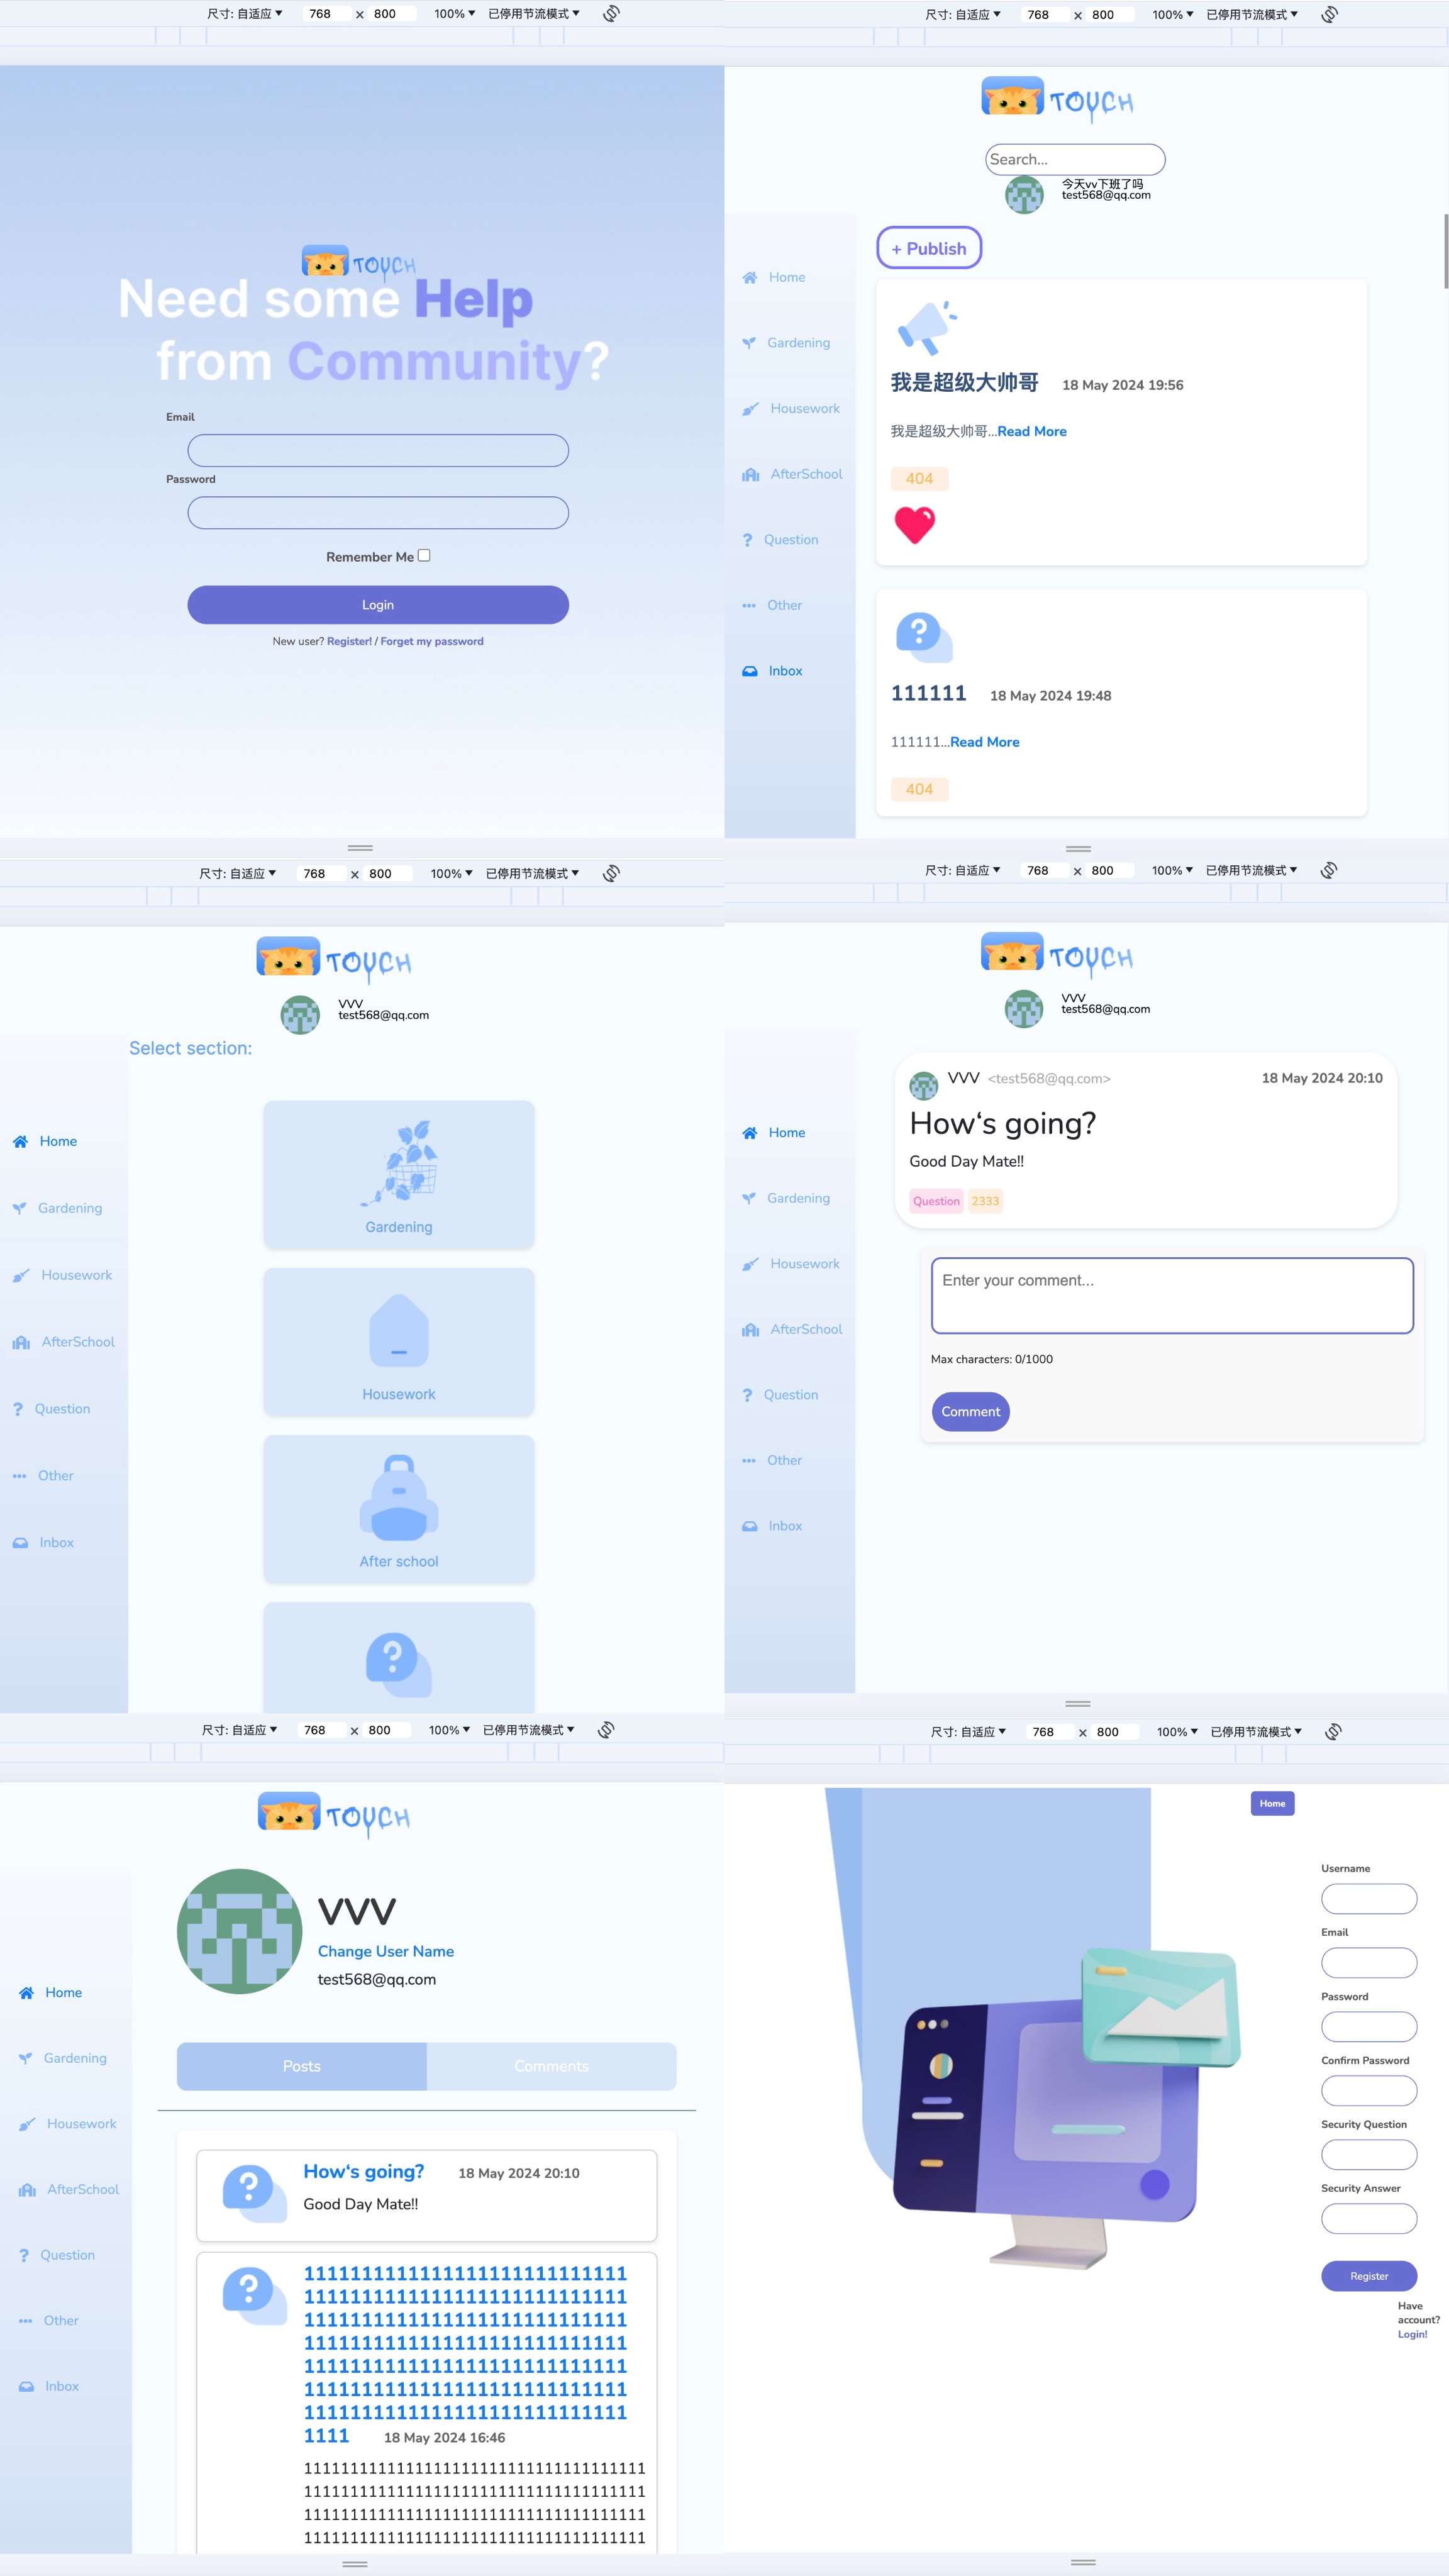 尺寸: 自适应 ▼ 768 x 800 100% ▼ 已停用节流模式 ▼
TOUCH
Need some Help
from Community?
Email
Password
Remember Me
Login
New user? Register! / Forget my password
尺寸: 自适应 ▼ 768 x 800 100% ▼ 已停用节流模式 ▼
TOUCH
Search...
今天vv下班了吗
test568@qq.com
Home
Gardening
Housework
AfterSchool
Question
Other
Inbox
+ Publish
我是超级大帅哥 18 May 2024 19:56
我是超级大帅哥...Read More
404
111111 18 May 2024 19:48
111111...Read More
404
尺寸: 自适应 ▼ 768 x 800 100% ▼ 已停用节流模式 ▼
TOUCH
VVV
test568@qq.com
Select section:
Home
Gardening
Housework
AfterSchool
Question
Other
Inbox
Gardening
Housework
After school
尺寸: 自适应 ▼ 768 x 800 100% ▼ 已停用节流模式 ▼
TOUCH
VVV
test568@qq.com
Home
Gardening
Housework
AfterSchool
Question
Other
Inbox
VVV <test568@qq.com> 18 May 2024 20:10
How‘s going?
Good Day Mate!!
Question 2333
Enter your comment...
Max characters: 0/1000
Comment
尺寸: 自适应 ▼ 768 x 800 100% ▼ 已停用节流模式 ▼
TOUCH
VVV
Change User Name
test568@qq.com
Home
Gardening
Housework
AfterSchool
Question
Other
Inbox
Posts Comments
How‘s going? 18 May 2024 20:10
Good Day Mate!!
1111111111111111111111111111
1111111111111111111111111111
1111111111111111111111111111
1111111111111111111111111111
1111111111111111111111111111
1111111111111111111111111111
1111111111111111111111111111
1111 18 May 2024 16:46
1111111111111111111111111111111111111
1111111111111111111111111111111111111
1111111111111111111111111111111111111
1111111111111111111111111111111111111
尺寸: 自适应 ▼ 768 x 800 100% ▼ 已停用节流模式 ▼
Home
Username
Email
Password
Confirm Password
Security Question
Security Answer
Register
Have
account?
Login!